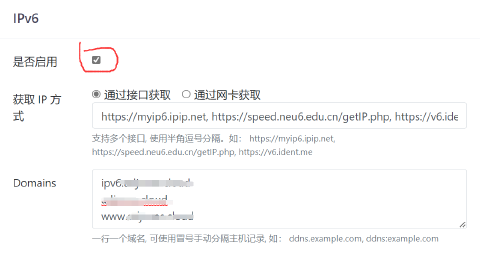 IPv6
是否启用
获取 IP 方式
通过接口获取 通过网卡获取
https://myip6.ipip.net, https://speed.neu6.edu.cn/getIP.php, https://v6.ident
支持多个接口, 使用半角逗号分隔。如： https://myip6.ipip.net,
https://speed.neu6.edu.cn/getIP.php, https://v6.ident.me
Domains
ipv6.
www.
一行一个域名, 可使用冒号手动分隔主机记录, 如： ddns.example.com, ddns:example.com